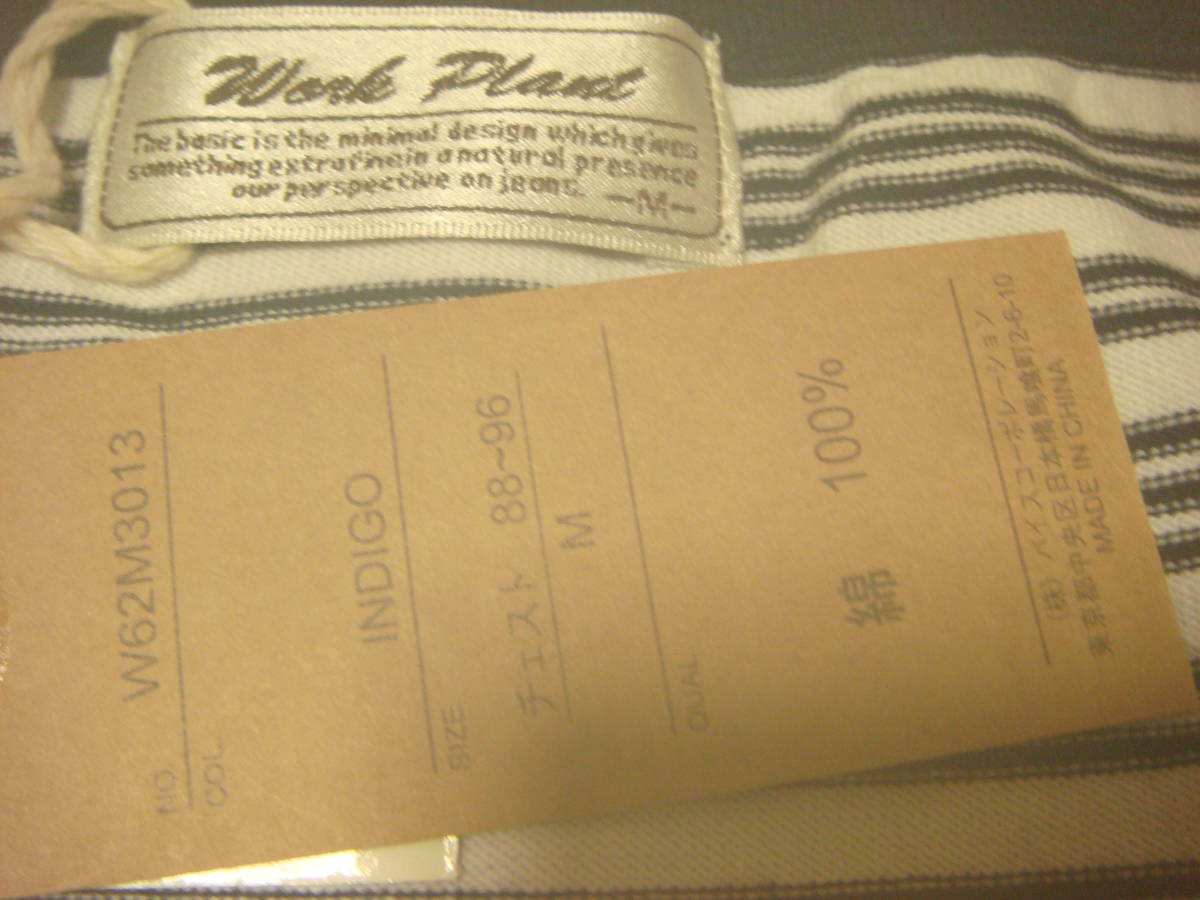 Work Plant
The basic is the minimal design which gives
something extra fine in a natural presence
our perspective on jeans.
—M—
NO. W62M3013
COL. INDIGO
SIZE
チェスト 88~96
M
QUAL
綿 100%
(株) バイスコーポレーション
東京都中央区日本橋馬喰町2-6-10
MADE IN CHINA